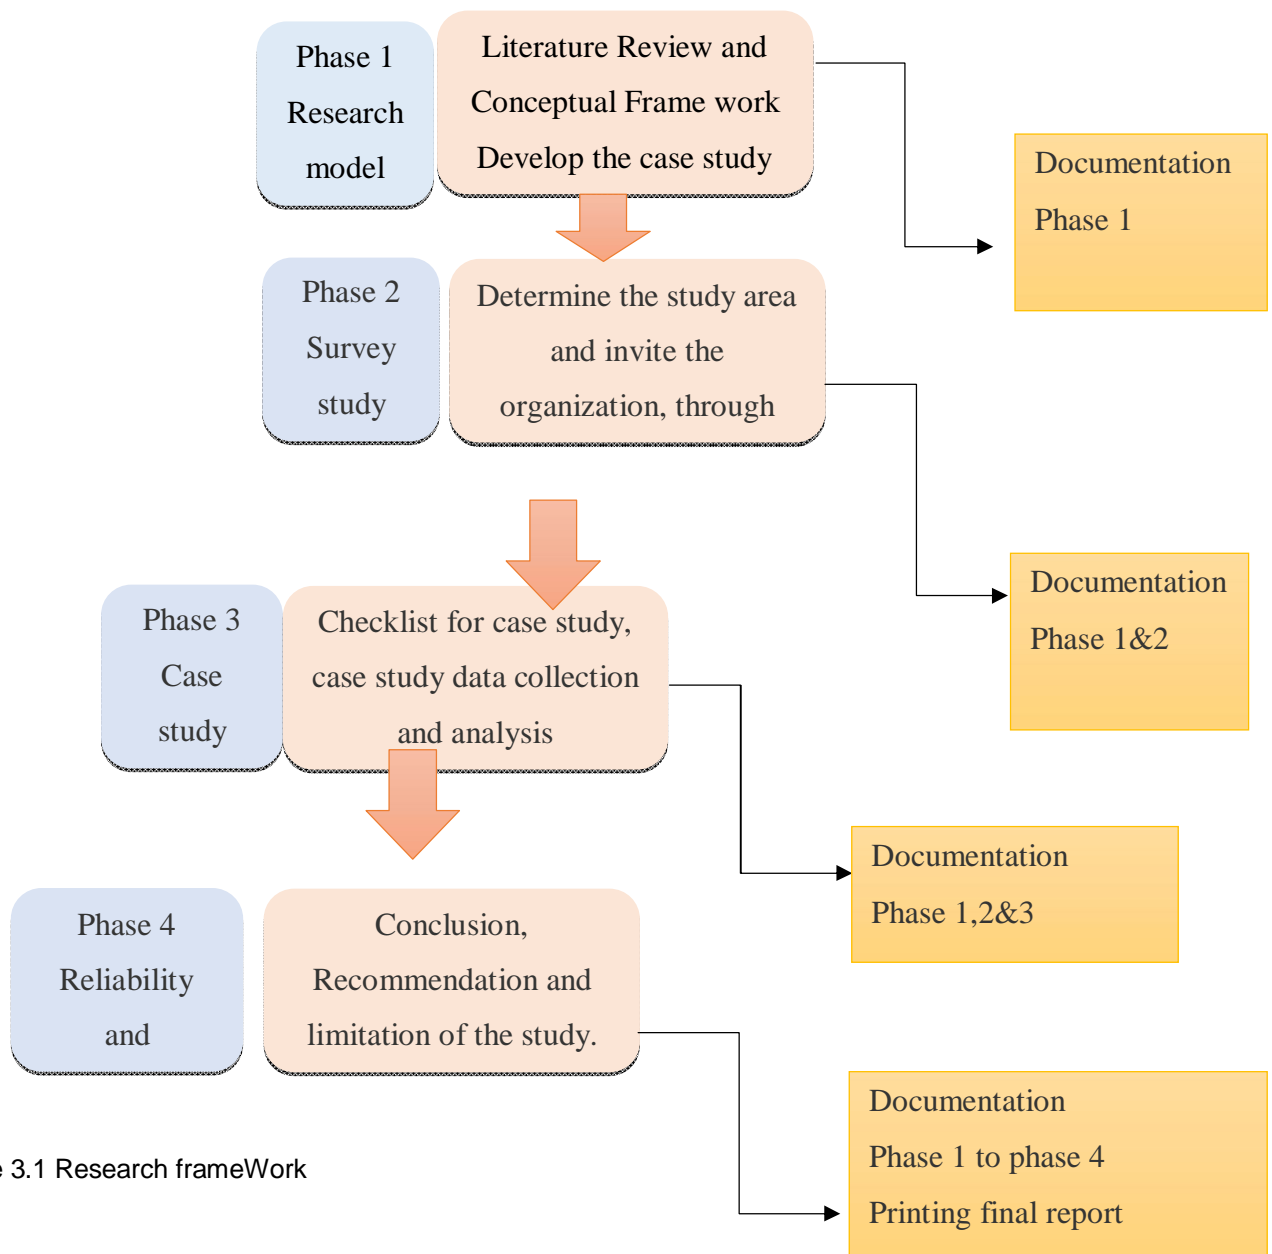 Phase 1
Research
model
Literature Review and
Conceptual Frame work
Develop the case study
Documentation
Phase 1
Phase 2
Survey
study
Determine the study area
and invite the
organization, through
Documentation
Phase 1&2
Phase 3
Case
study
Checklist for case study,
case study data collection
and analysis
Documentation
Phase 1,2&3
Phase 4
Reliability
and
Conclusion,
Recommendation and
limitation of the study.
Documentation
Phase 1 to phase 4
Printing final report
e 3.1 Research frameWork